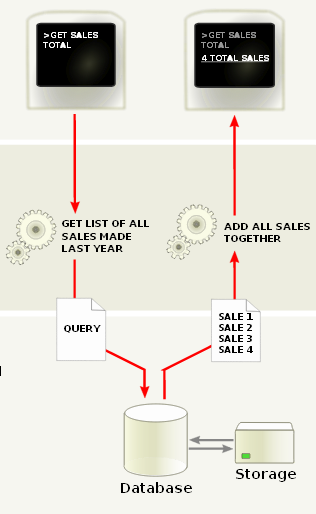 >GET SALES
TOTAL
>GET SALES
TOTAL
4 TOTAL SALES
GET LIST OF ALL
SALES MADE
LAST YEAR
ADD ALL SALES
TOGETHER
QUERY
SALE 1
SALE 2
SALE 3
SALE 4
Database
Storage